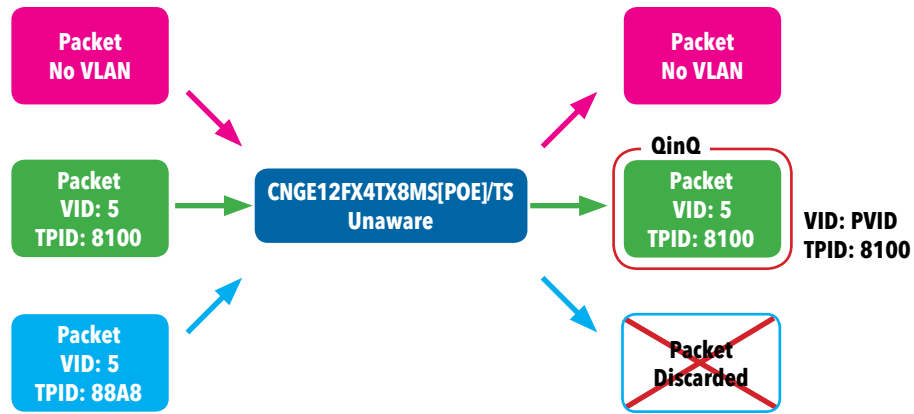 Packet
No VLAN
Packet
No VLAN
QinQ
Packet
VID: 5
TPID: 8100
CNGE12FX4TX8MS[POE]/TS
Unaware
Packet
VID: 5
TPID: 8100
VID: PVID
TPID: 8100
Packet
VID: 5
TPID: 88A8
Packet
Discarded